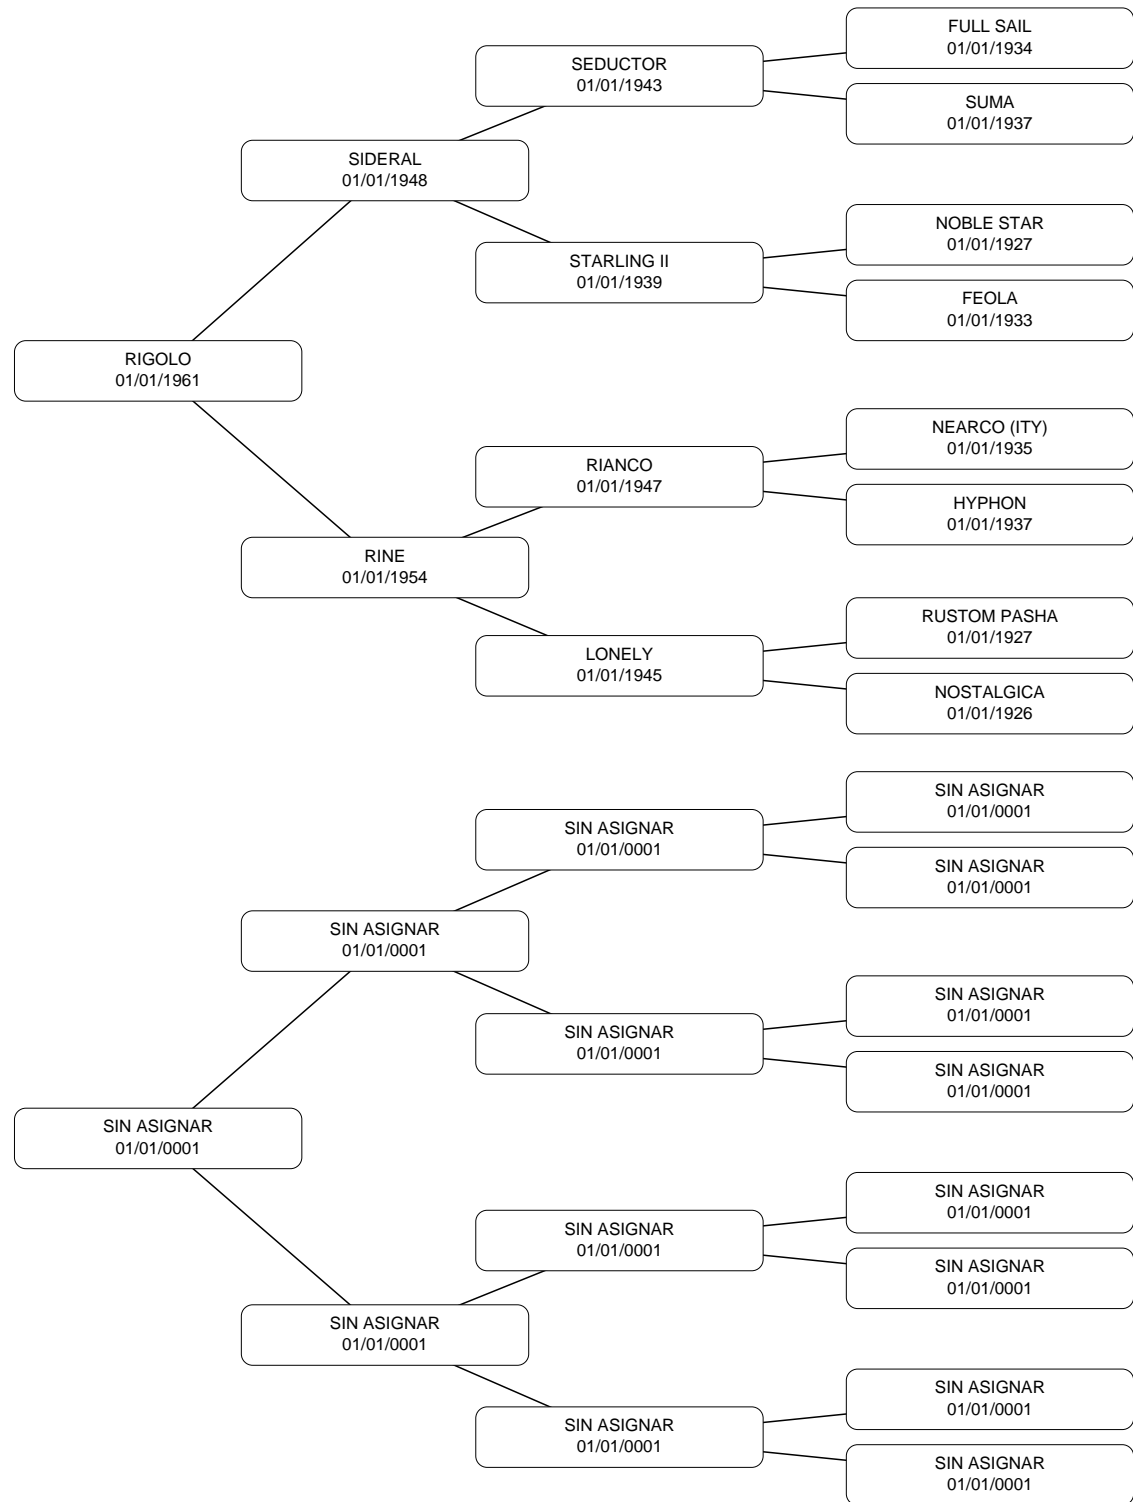 FULL SAIL
01/01/1934
SEDUCTOR
01/01/1943
SUMA
01/01/1937
SIDERAL
01/01/1948
NOBLE STAR
01/01/1927
STARLING II
01/01/1939
FEOLA
01/01/1933
RIGOLO
01/01/1961
NEARCO (ITY)
01/01/1935
RIANCO
01/01/1947
HYPHON
01/01/1937
RINE
01/01/1954
RUSTOM PASHA
01/01/1927
LONELY
01/01/1945
NOSTALGICA
01/01/1926
SIN ASIGNAR
01/01/0001
SIN ASIGNAR
01/01/0001
SIN ASIGNAR
01/01/0001
SIN ASIGNAR
01/01/0001
SIN ASIGNAR
01/01/0001
SIN ASIGNAR
01/01/0001
SIN ASIGNAR
01/01/0001
SIN ASIGNAR
01/01/0001
SIN ASIGNAR
01/01/0001
SIN ASIGNAR
01/01/0001
SIN ASIGNAR
01/01/0001
SIN ASIGNAR
01/01/0001
SIN ASIGNAR
01/01/0001
SIN ASIGNAR
01/01/0001
SIN ASIGNAR
01/01/0001